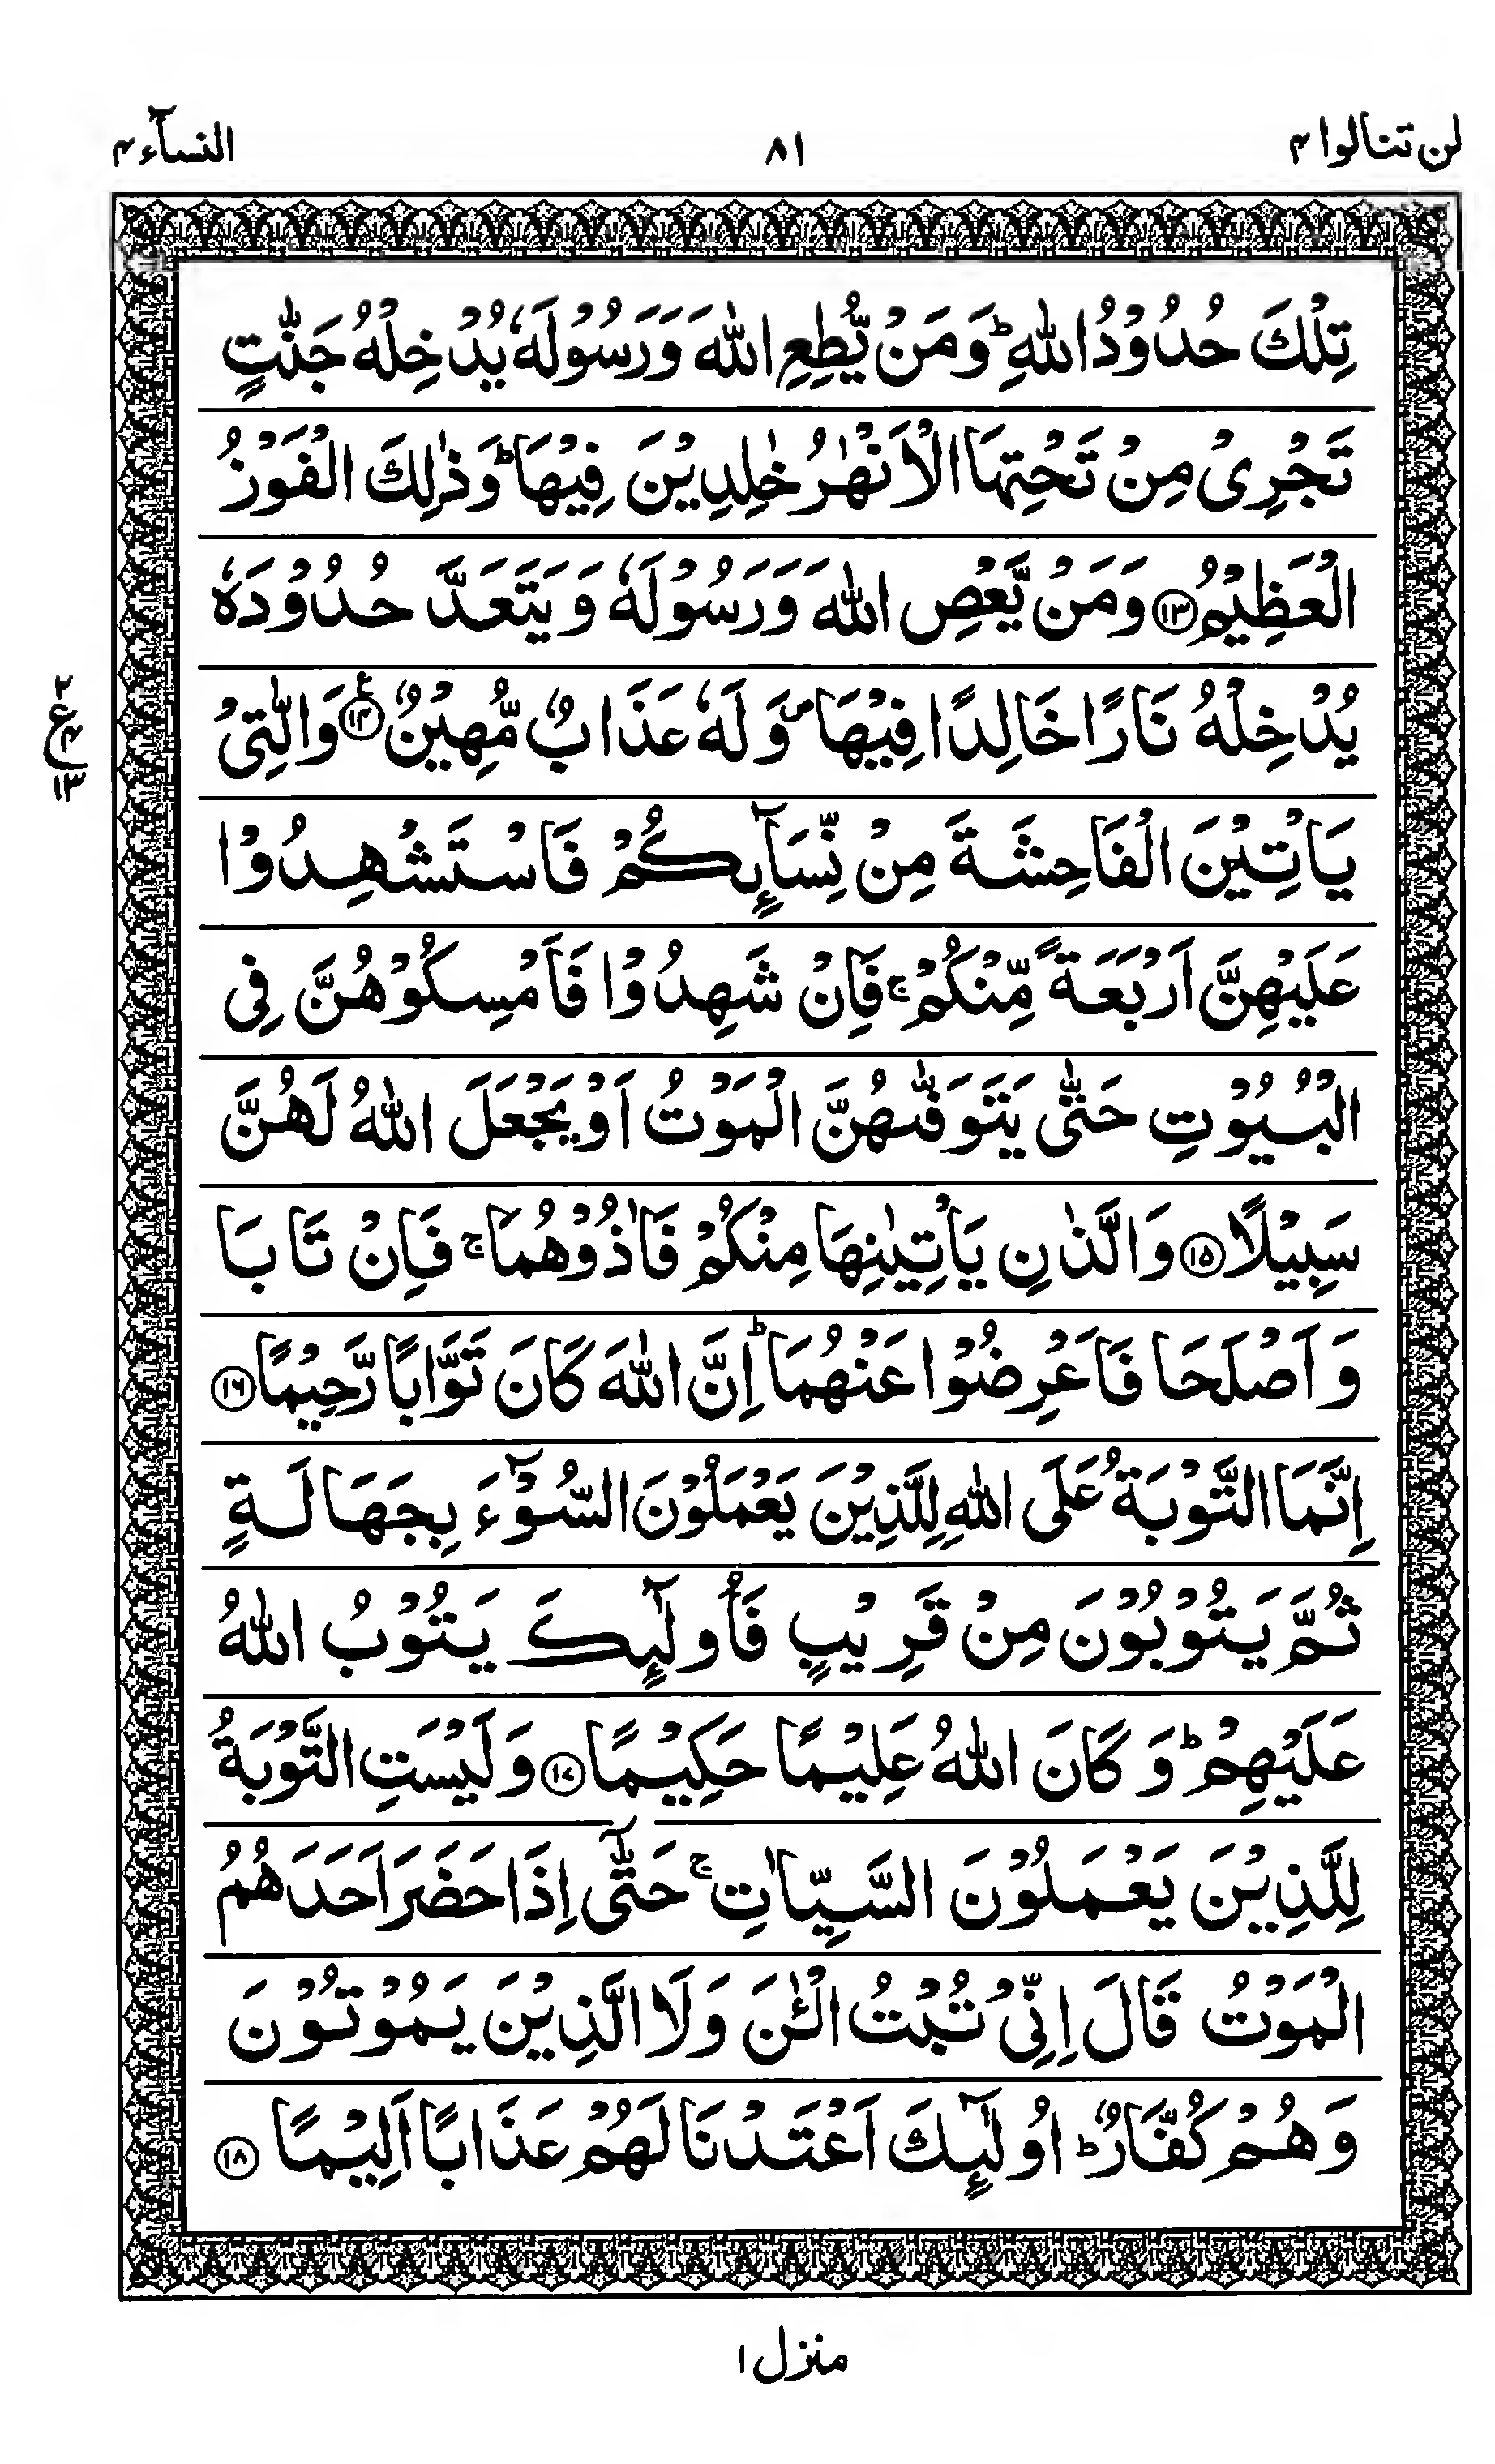 لن تنالوا ۴ ۸۱ النسآء ۴
تِلْكَ حُدُوْدُ اللّٰهِ ؕ وَمَنْ يُّطِعِ اللّٰهَ وَرَسُوْلَهٗ يُدْخِلْهُ جَنّٰتٍ
تَجْرِىْ مِنْ تَحْتِهَا الْاَنْهٰرُ خٰلِدِيْنَ فِيْهَا ؕ وَذٰلِكَ الْفَوْزُ
الْعَظِيْمُ ﴿۱۳﴾ وَمَنْ يَّعْصِ اللّٰهَ وَرَسُوْلَهٗ وَيَتَعَدَّ حُدُوْدَهٗ
يُدْخِلْهُ نَارًا خَالِدًا فِيْهَا ۪ وَلَهٗ عَذَابٌ مُّهِيْنٌ ﴿۱۴﴾ ع وَالّٰتِىْ
۲ ع ۴ ۱۳
يَاْتِيْنَ الْفَاحِشَةَ مِنْ نِّسَآىِٕكُمْ فَاسْتَشْهِدُوْا
عَلَيْهِنَّ اَرْبَعَةً مِّنْكُمْ ۚ فَاِنْ شَهِدُوْا فَاَمْسِكُوْهُنَّ فِى
الْبُيُوْتِ حَتّٰى يَتَوَفّٰىهُنَّ الْمَوْتُ اَوْ يَجْعَلَ اللّٰهُ لَهُنَّ
سَبِيْلًا ﴿۱۵﴾ وَالَّذٰنِ يَاْتِيٰنِهَا مِنْكُمْ فَاٰذُوْهُمَا ۚ فَاِنْ تَابَا
وَاَصْلَحَا فَاَعْرِضُوْا عَنْهُمَا ؕ اِنَّ اللّٰهَ كَانَ تَوَّابًا رَّحِيْمًا ﴿۱۶﴾
اِنَّمَا التَّوْبَةُ عَلَى اللّٰهِ لِلَّذِيْنَ يَعْمَلُوْنَ السُّوْٓءَ بِجَهَالَةٍ
ثُمَّ يَتُوْبُوْنَ مِنْ قَرِيْبٍ فَاُولٰٓىِٕكَ يَتُوْبُ اللّٰهُ
عَلَيْهِمْ ؕ وَكَانَ اللّٰهُ عَلِيْمًا حَكِيْمًا ﴿۱۷﴾ وَلَيْسَتِ التَّوْبَةُ
لِلَّذِيْنَ يَعْمَلُوْنَ السَّيِّاٰتِ ۚ حَتّٰٓى اِذَا حَضَرَ اَحَدَهُمُ
الْمَوْتُ قَالَ اِنِّىْ تُبْتُ الْـٰٔنَ وَلَا الَّذِيْنَ يَمُوْتُوْنَ
وَهُمْ كُفَّارٌ ؕ اُولٰٓىِٕكَ اَعْتَدْنَا لَهُمْ عَذَابًا اَلِيْمًا ﴿۱۸﴾
منزل ۱